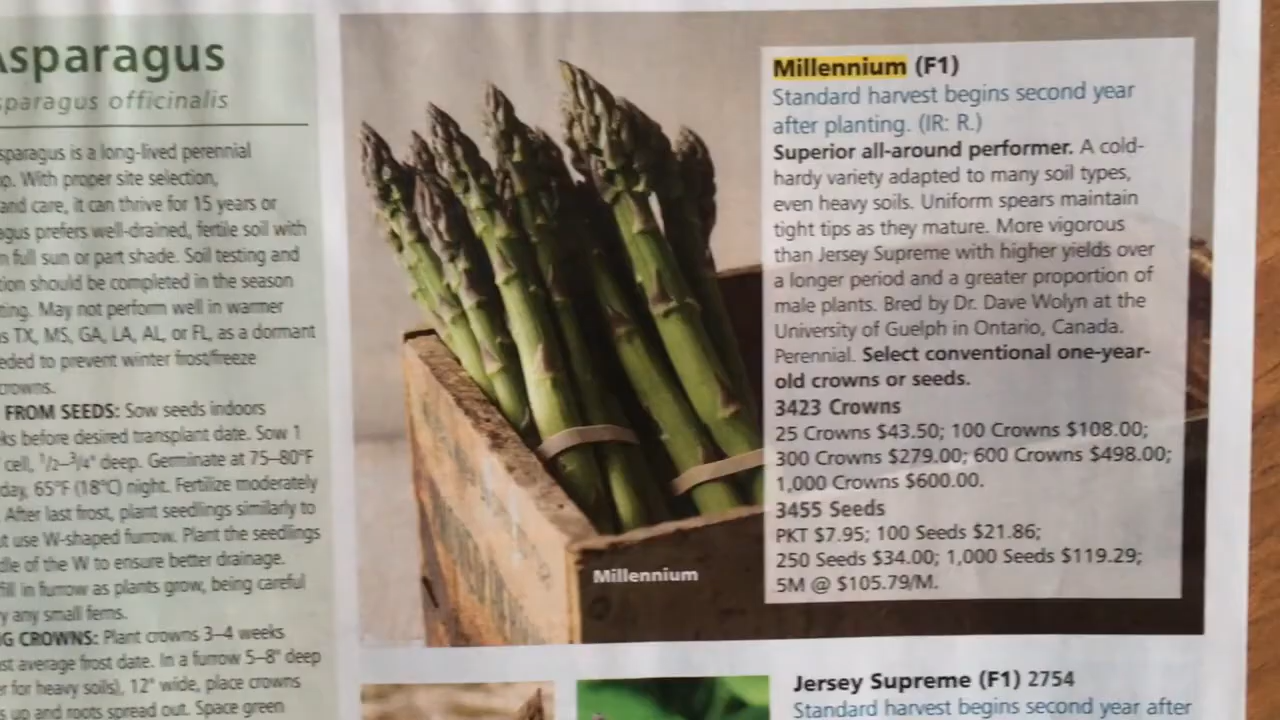 Asparagus
sparagus officinalis
sparagus is a long-lived perennial
p. With proper site selection,
and care, it can thrive for 15 years or
agus prefers well-drained, fertile soil with
n full sun or part shade. Soil testing and
tion should be completed in the season
ting. May not perform well in warmer
s TX, MS, GA, LA, AL, or FL, as a dormant
eded to prevent winter frost/freeze
crowns.
FROM SEEDS: Sow seeds indoors
ks before desired transplant date. Sow 1
cell, 1/2–3/4" deep. Germinate at 75–80°F
day, 65°F (18°C) night. Fertilize moderately
. After last frost, plant seedlings similarly to
t use W-shaped furrow. Plant the seedlings
dle of the W to ensure better drainage.
fill in furrow as plants grow, being careful
y any small ferns.
G CROWNS: Plant crowns 3–4 weeks
st average frost date. In a furrow 5–8" deep
er for heavy soils), 12" wide, place crowns
s up and roots spread out. Space green
Millennium (F1)
Standard harvest begins second year
after planting. (IR: R.)
Superior all-around performer. A cold-
hardy variety adapted to many soil types,
even heavy soils. Uniform spears maintain
tight tips as they mature. More vigorous
than Jersey Supreme with higher yields over
a longer period and a greater proportion of
male plants. Bred by Dr. Dave Wolyn at the
University of Guelph in Ontario, Canada.
Perennial. Select conventional one-year-
old crowns or seeds.
3423 Crowns
25 Crowns $43.50; 100 Crowns $108.00;
300 Crowns $279.00; 600 Crowns $498.00;
1,000 Crowns $600.00.
3455 Seeds
PKT $7.95; 100 Seeds $21.86;
250 Seeds $34.00; 1,000 Seeds $119.29;
5M @ $105.79/M.
Millennium
Jersey Supreme (F1) 2754
Standard harvest begins second year after